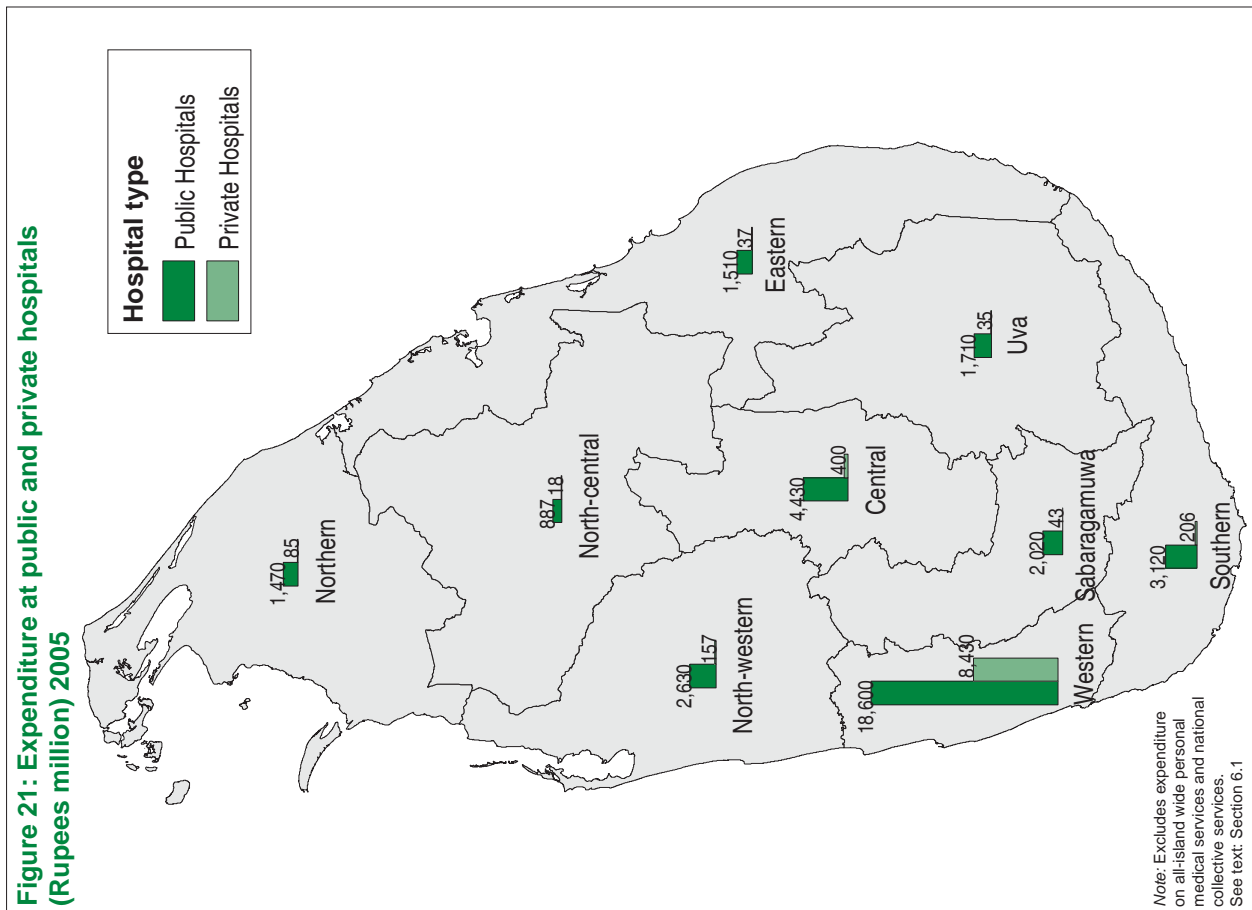 Figure 21: Expenditure at public and private hospitals
(Rupees million) 2005
Hospital type
Public Hospitals
Private Hospitals
1,470
85
Northern
887
18
North-central
2,630
157
North-western
1,510
37
Eastern
4,430
400
Central
1,710
35
Uva
18,600
8,430
Western
2,020
43
Sabaragamuwa
3,120
206
Southern
Note: Excludes expenditure
on all-island wide personal
medical services and national
collective services.
See text: Section 6.1